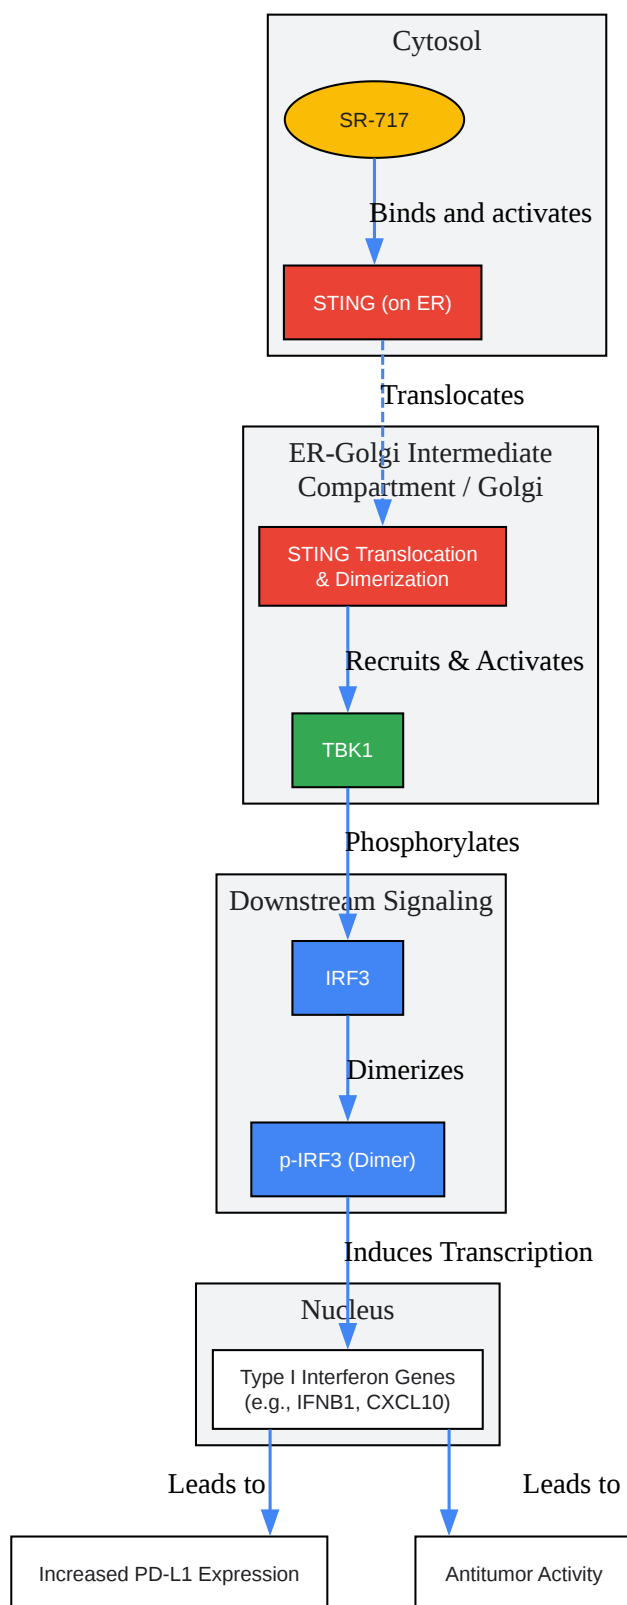 Cytosol
SR-717
Binds and activates
STING (on ER)
Translocates
ER-Golgi Intermediate
Compartment / Golgi
STING Translocation
& Dimerization
Recruits & Activates
TBK1
Phosphorylates
Downstream Signaling
IRF3
Dimerizes
p-IRF3 (Dimer)
Induces Transcription
Nucleus
Type I Interferon Genes
(e.g., IFNB1, CXCL10)
Leads to
Leads to
Increased PD-L1 Expression
Antitumor Activity